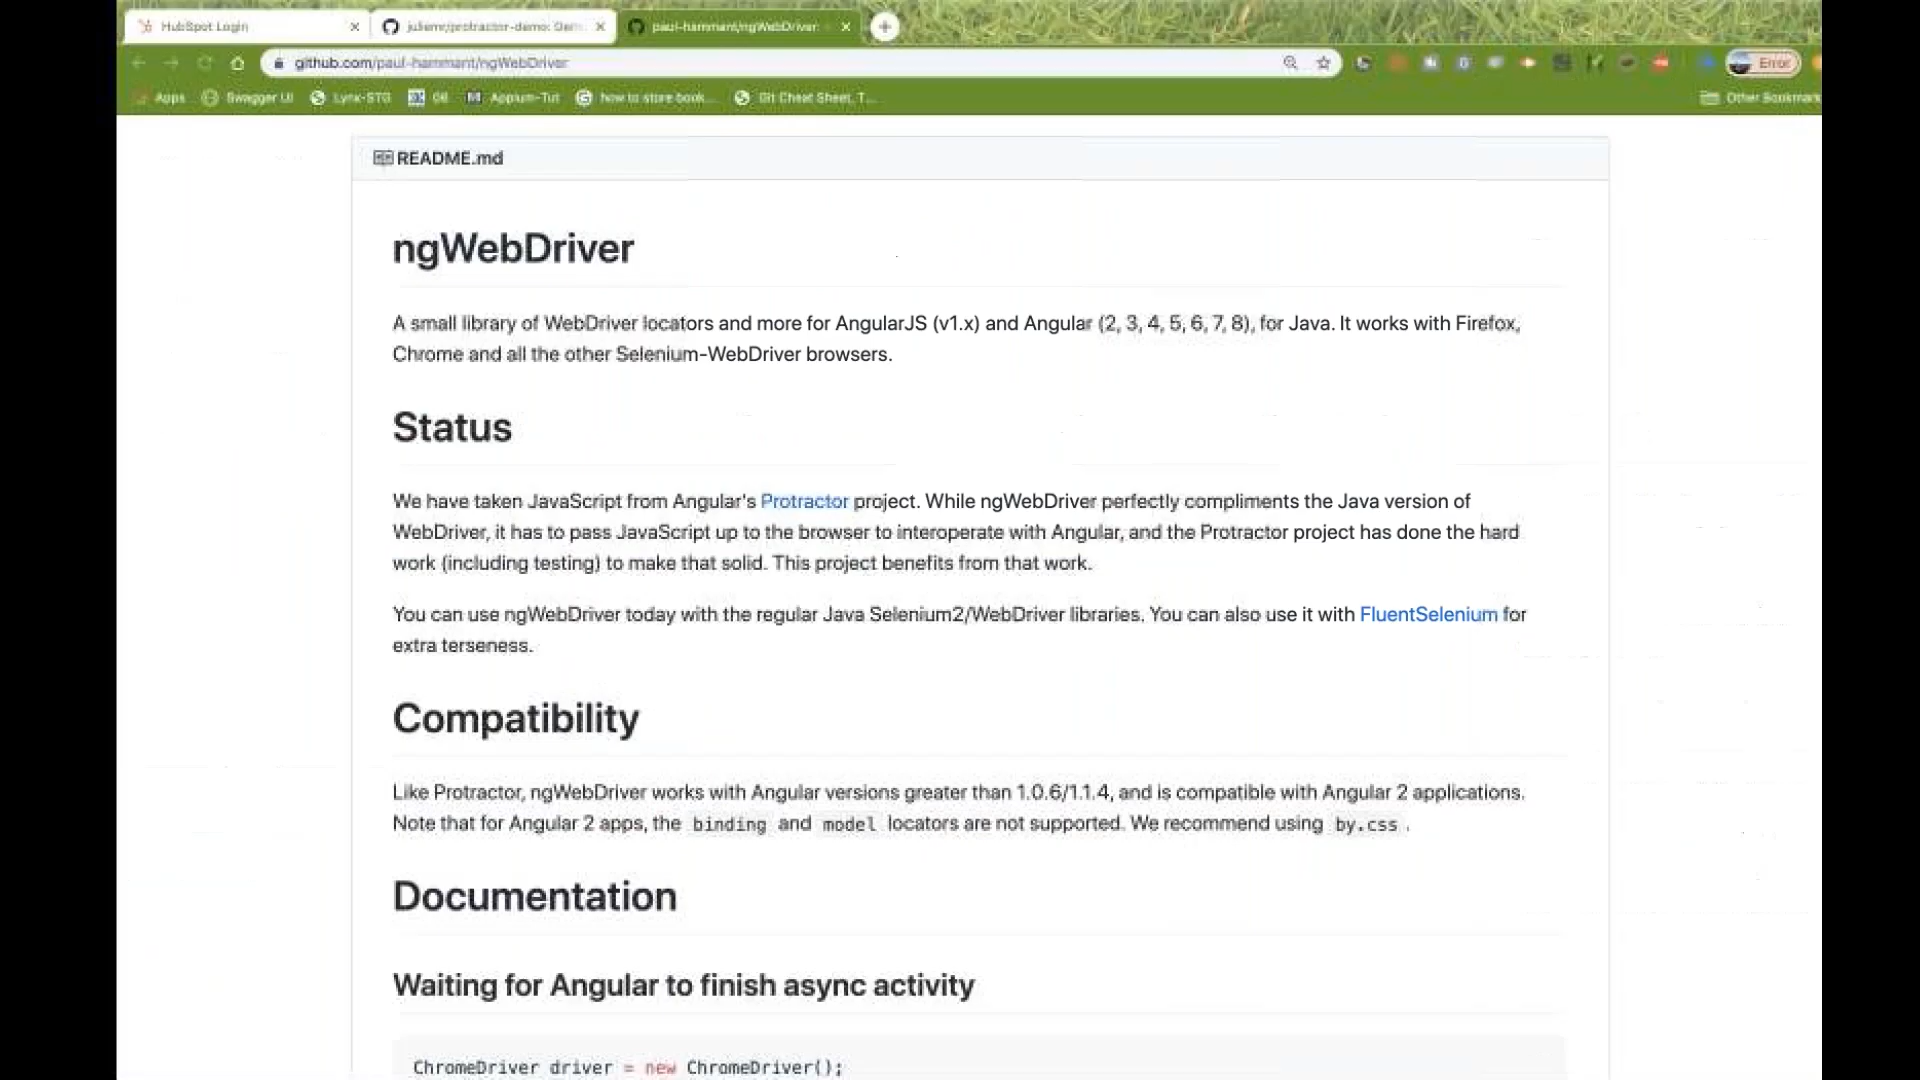 HubSpot Login
juliemr/protractor-demo: Dem
paul-hammant/ngWebDriver
github.com/paul-hammant/ngWebDriver
Error
Apps
Swagger UI
Lynx-STG
Appium-Tut
how to store book...
Git Cheat Sheet, T...
Other Bookmark
README.md
ngWebDriver
A small library of WebDriver locators and more for AngularJS (v1.x) and Angular (2, 3, 4, 5, 6, 7, 8), for Java. It works with Firefox,
Chrome and all the other Selenium-WebDriver browsers.
Status
We have taken JavaScript from Angular's Protractor project. While ngWebDriver perfectly compliments the Java version of
WebDriver, it has to pass JavaScript up to the browser to interoperate with Angular, and the Protractor project has done the hard
work (including testing) to make that solid. This project benefits from that work.
You can use ngWebDriver today with the regular Java Selenium2/WebDriver libraries. You can also use it with FluentSelenium for
extra terseness.
Compatibility
Like Protractor, ngWebDriver works with Angular versions greater than 1.0.6/1.1.4, and is compatible with Angular 2 applications.
Note that for Angular 2 apps, the binding and model locators are not supported. We recommend using by.css .
Documentation
Waiting for Angular to finish async activity
ChromeDriver driver = new ChromeDriver();